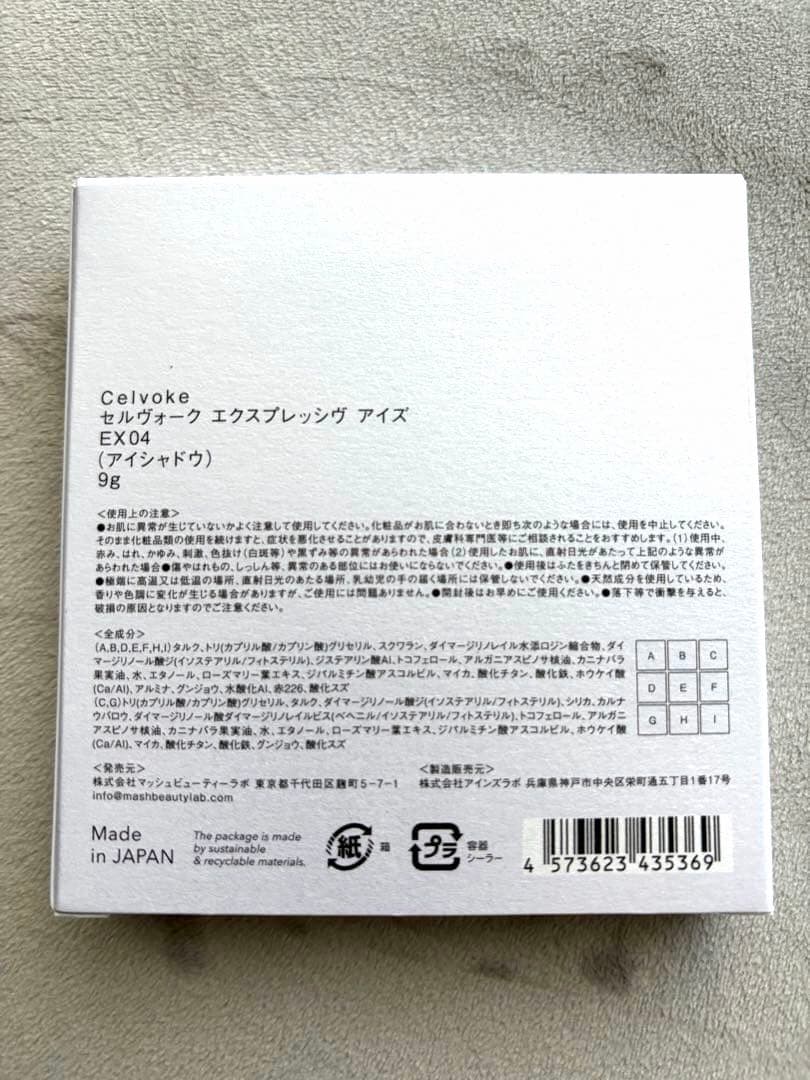 Celvoke
セルヴォーク エクスプレッシヴ アイズ
EX04
(アイシャドウ)
9g
<使用上の注意>
●お肌に異常が生じていないかよく注意して使用してください。化粧品がお肌に合わないとき即ち次のような場合には、使用を中止してください。
そのまま化粧品類の使用を続けますと、症状を悪化させることがありますので、皮膚科専門医等にご相談されることをおすすめします。(1)使用中、
赤み、はれ、かゆみ、刺激、色抜け(白斑等)や黒ずみ等の異常があらわれた場合(2)使用したお肌に、直射日光があたって上記のような異常が
あらわれた場合●傷やはれもの、しっしん等、異常のある部位にはお使いにならないでください。●使用後はふたをきちんと閉めて保管してください。
●極端に高温又は低温の場所、直射日光のあたる場所、乳幼児の手の届く場所には保管しないでください。●天然成分を使用しているため、
香りや色調に変化が生じる場合がありますが、ご使用には問題ありません。●開封後はお早めにご使用ください。●落下等で衝撃を与えると、
破損の原因となりますのでご注意ください。
<全成分>
(A,B,D,E,F,H,I)タルク、トリ(カプリル酸/カプリン酸)グリセリル、スクワラン、ダイマージリノレイル水添ロジン縮合物、ダイ
マージリノール酸ジ(イソステアリル/フィトステリル)、ジステアリン酸Al、トコフェロール、アルガニアスピノサ核油、カニナバラ
果実油、水、エタノール、ローズマリー葉エキス、ジパルミチン酸アスコルビル、マイカ、酸化チタン、酸化鉄、ホウケイ酸
(Ca/Al)、アルミナ、グンジョウ、水酸化Al、赤226、酸化スズ
(C,G)トリ(カプリル酸/カプリン酸)グリセリル、タルク、ダイマージリノール酸ジ(イソステアリル/フィトステリル)、シリカ、カルナ
ウバロウ、ダイマージリノール酸ダイマージリノレイルビス(ベヘニル/イソステアリル/フィトステリル)、トコフェロール、アルガニ
アスピノサ核油、カニナバラ果実油、水、エタノール、ローズマリー葉エキス、ジパルミチン酸アスコルビル、ホウケイ酸
(Ca/Al)、マイカ、酸化チタン、酸化鉄、グンジョウ、酸化スズ
A B C
D E F
G H I
<発売元>
株式会社マッシュビューティーラボ 東京都千代田区麹町5-7-1
info@mashbeautylab.com
<製造販売元>
株式会社アインズラボ 兵庫県神戸市中央区栄町通五丁目1番17号
Made
in JAPAN
The package is made
by sustainable
& recyclable materials.
紙
箱
プラ
容器
シーラー
4 573623 435369